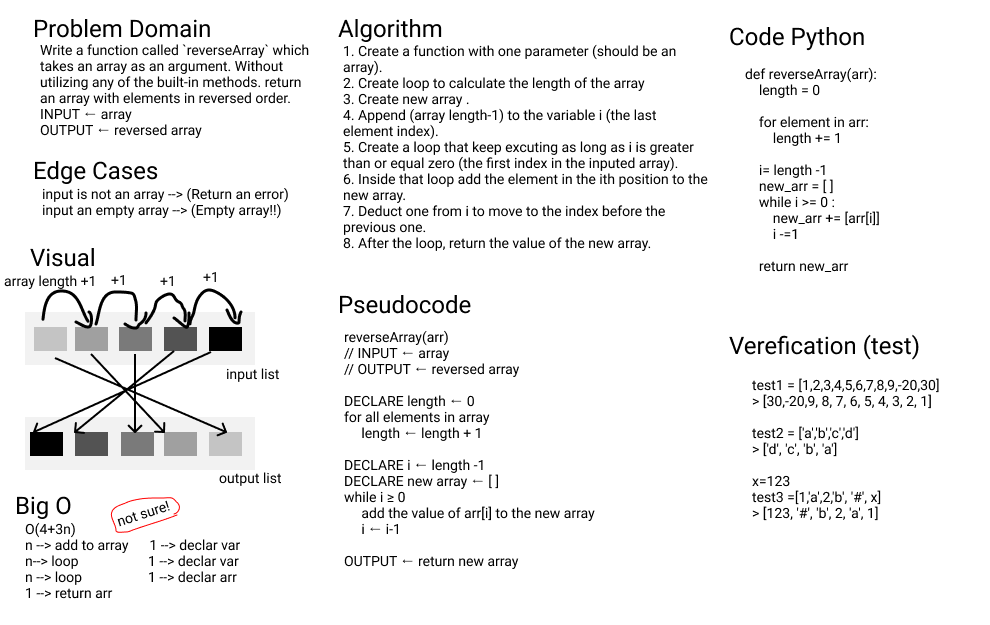 Problem Domain
Write a function called `reverseArray` which
takes an array as an argument. Without
utilizing any of the built-in methods. return
an array with elements in reversed order.
INPUT ← array
OUTPUT ← reversed array
Edge Cases
input is not an array --> (Return an error)
input an empty array --> (Empty array!!)
Visual
array length +1 +1 +1 +1
input list
output list
Big O
not sure!
O(4+3n)
n --> add to array 1 --> declar var
n--> loop 1 --> declar var
n --> loop 1 --> declar arr
1 --> return arr
Algorithm
1. Create a function with one parameter (should be an
array).
2. Create loop to calculate the length of the array
3. Create new array .
4. Append (array length-1) to the variable i (the last
element index).
5. Create a loop that keep excuting as long as i is greater
than or equal zero (the first index in the inputed array).
6. Inside that loop add the element in the ith position to the
new array.
7. Deduct one from i to move to the index before the
previous one.
8. After the loop, return the value of the new array.
Pseudocode
reverseArray(arr)
// INPUT ← array
// OUTPUT ← reversed array
DECLARE length ← 0
for all elements in array
length ← length + 1
DECLARE i ← length -1
DECLARE new array ← [ ]
while i ≥ 0
add the value of arr[i] to the new array
i ← i-1
OUTPUT ← return new array
Code Python
def reverseArray(arr):
length = 0
for element in arr:
length += 1
i= length -1
new_arr = [ ]
while i >= 0 :
new_arr += [arr[i]]
i -=1
return new_arr
Verefication (test)
test1 = [1,2,3,4,5,6,7,8,9,-20,30]
> [30,-20,9, 8, 7, 6, 5, 4, 3, 2, 1]
test2 = ['a','b','c','d']
> ['d', 'c', 'b', 'a']
x=123
test3 =[1,'a',2,'b', '#', x]
> [123, '#', 'b', 2, 'a', 1]